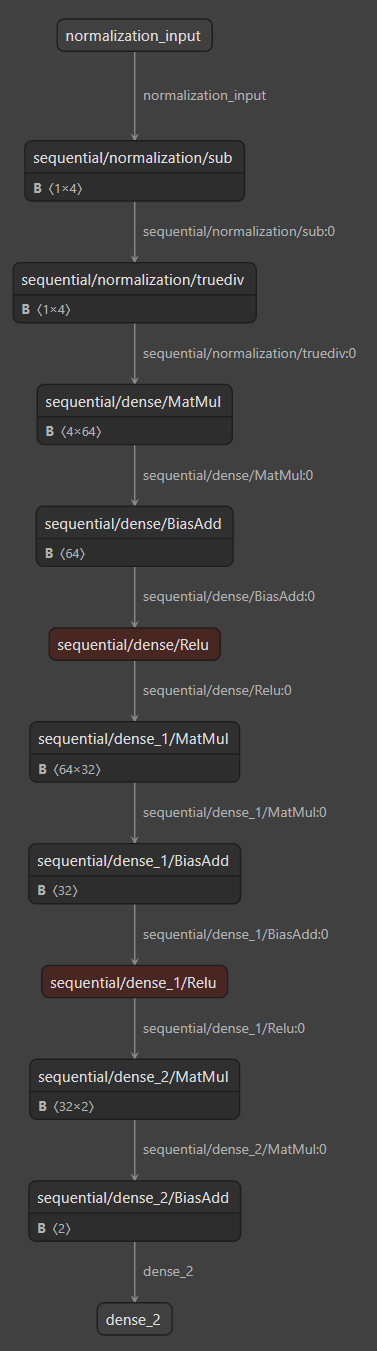 normalization_input
normalization_input
sequential/normalization/sub
B ⟨1×4⟩
sequential/normalization/sub:0
sequential/normalization/truediv
B ⟨1×4⟩
sequential/normalization/truediv:0
sequential/dense/MatMul
B ⟨4×64⟩
sequential/dense/MatMul:0
sequential/dense/BiasAdd
B ⟨64⟩
sequential/dense/BiasAdd:0
sequential/dense/Relu
sequential/dense/Relu:0
sequential/dense_1/MatMul
B ⟨64×32⟩
sequential/dense_1/MatMul:0
sequential/dense_1/BiasAdd
B ⟨32⟩
sequential/dense_1/BiasAdd:0
sequential/dense_1/Relu
sequential/dense_1/Relu:0
sequential/dense_2/MatMul
B ⟨32×2⟩
sequential/dense_2/MatMul:0
sequential/dense_2/BiasAdd
B ⟨2⟩
dense_2
dense_2